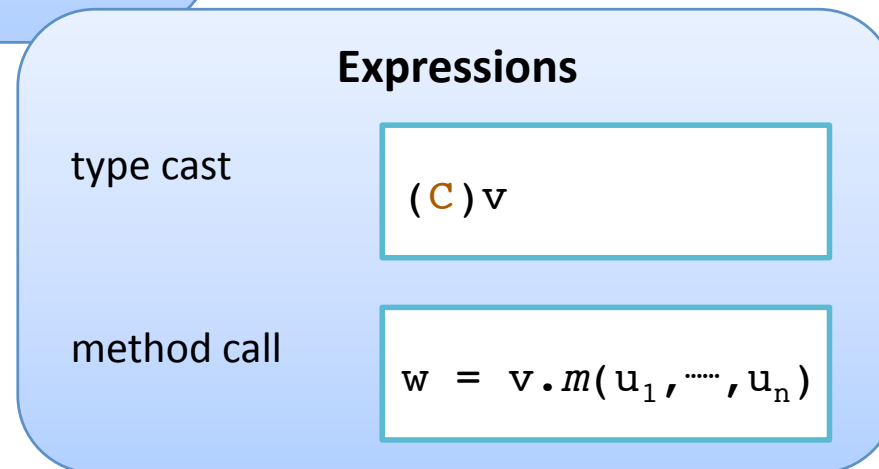 Expressions
type cast
(C)v
method call
w = v.m(u₁,……,uₙ)